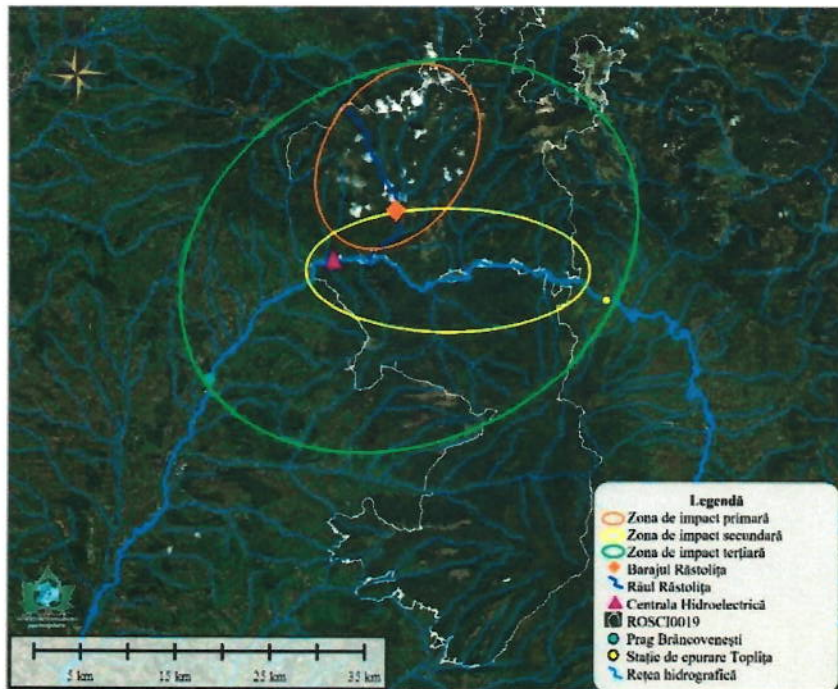 Legendă
Zona de impact primară
Zona de impact secundară
Zona de impact terțiară
Barajul Răstolița
Râul Răstolița
Centrala Hidroelectrică
ROSCI0019
Prag Brâncovenești
Stație de epurare Toplița
Rețea hidrografică
5 km 15 km 25 km 35 km